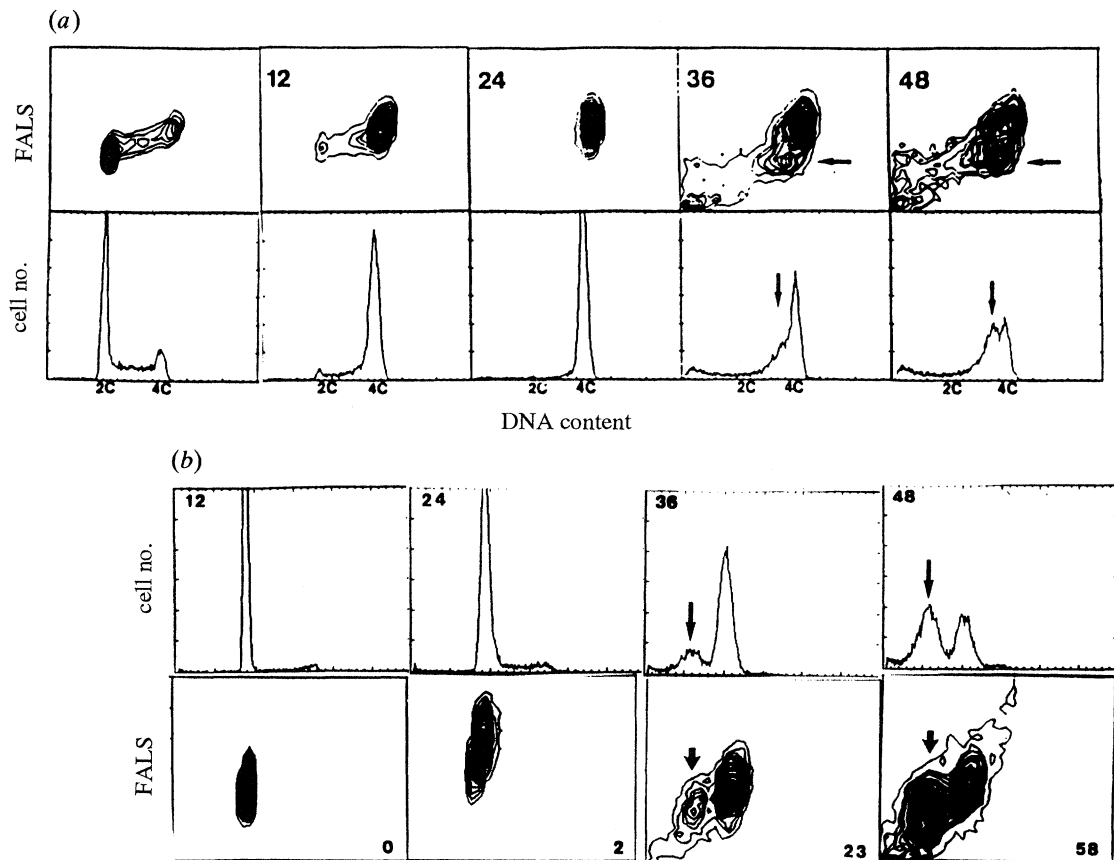 (a)
FALS
12
24
36
48
cell no.
2C 4C
2C 4C
2C 4C
2C 4C
2C 4C
DNA content
(b)
cell no.
12
24
36
48
FALS
0
2
23
58